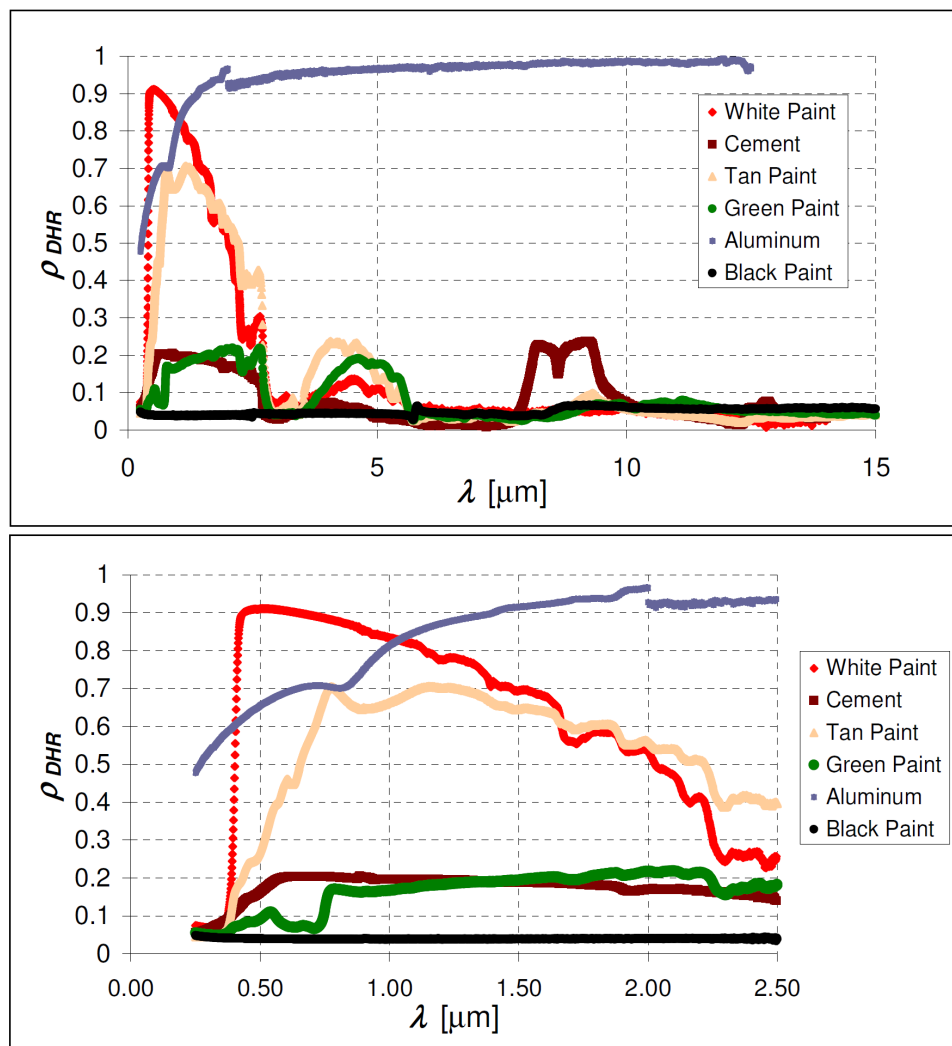 1
0.9
0.8
0.7
0.6
0.5
0.4
0.3
0.2
0.1
0
ρ DHR
0 5 10 15
λ [μm]
White Paint
Cement
Tan Paint
Green Paint
Aluminum
Black Paint
1
0.9
0.8
0.7
0.6
0.5
0.4
0.3
0.2
0.1
0
ρ DHR
0.00 0.50 1.00 1.50 2.00 2.50
λ [μm]
White Paint
Cement
Tan Paint
Green Paint
Aluminum
Black Paint